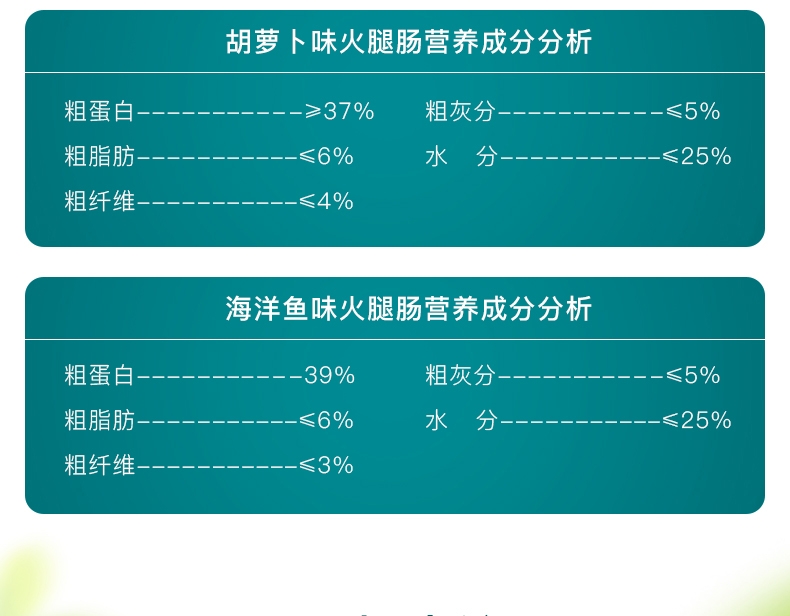 胡萝卜味火腿肠营养成分分析
粗蛋白-----------≥37%
粗灰分-----------≤5%
粗脂肪-----------≤6%
水 分-----------≤25%
粗纤维-----------≤4%
海洋鱼味火腿肠营养成分分析
粗蛋白-----------39%
粗灰分-----------≤5%
粗脂肪-----------≤6%
水 分-----------≤25%
粗纤维-----------≤3%